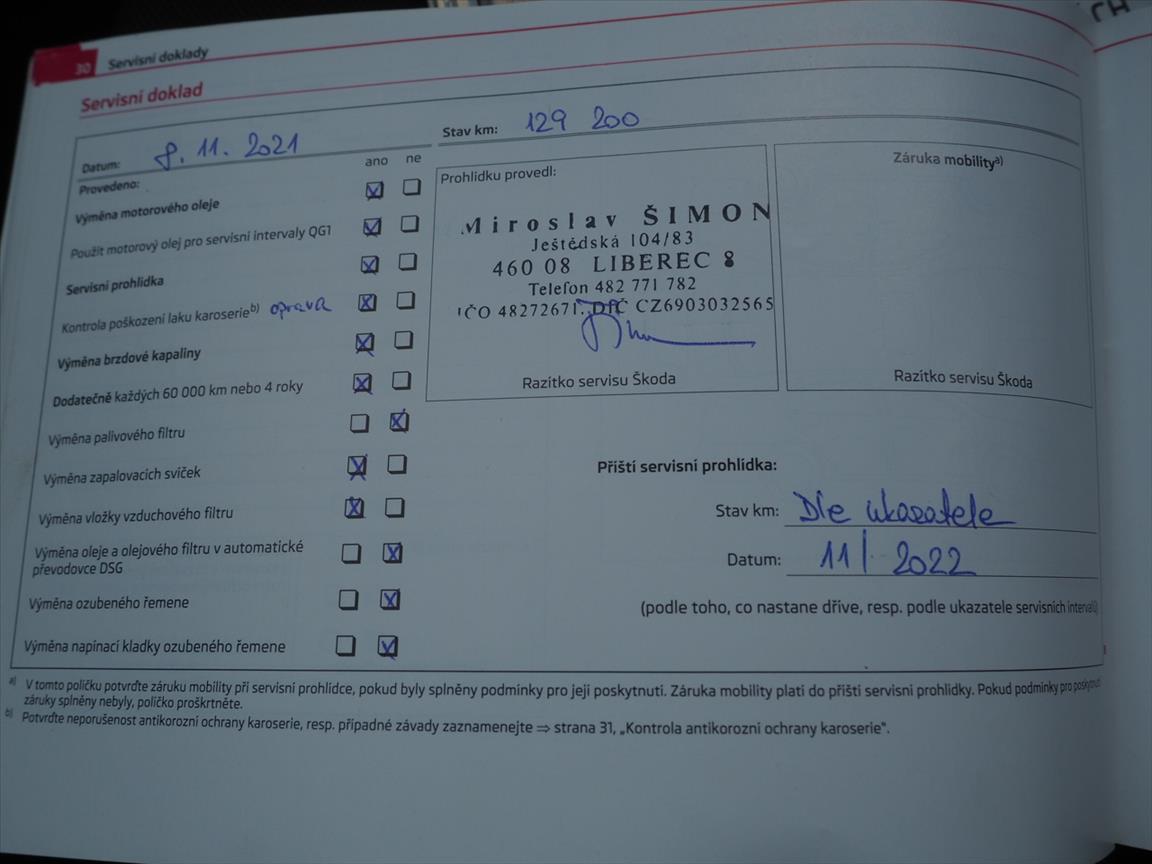 30 Servisní doklady
Servisní doklad
Datum: 8. 11. 2021
Stav km: 129 200
Provedeno:
ano ne
Výměna motorového oleje
Použit motorový olej pro servisní intervaly QG1
Servisní prohlídka
Kontrola poškození laku karoserie b) oprava
Výměna brzdové kapaliny
Dodatečně každých 60 000 km nebo 4 roky
Výměna palivového filtru
Výměna zapalovacích svíček
Výměna vložky vzduchového filtru
Výměna oleje a olejového filtru v automatické
převodovce DSG
Výměna ozubeného řemene
Výměna napínací kladky ozubeného řemene
Prohlídku provedl:
Miroslav ŠIMON
Ještědská 104/83
460 08 LIBEREC 8
Telefon 482 771 782
IČO 48272671, DIČ CZ6903032565
Razítko servisu Škoda
Záruka mobility a)
Razítko servisu Škoda
Příští servisní prohlídka:
Stav km: Dle ukazatele
Datum: 11/ 2022
(podle toho, co nastane dříve, resp. podle ukazatele servisních intervalů)
a) V tomto políčku potvrďte záruku mobility při servisní prohlídce, pokud byly splněny podmínky pro její poskytnutí. Záruka mobility platí do příští servisní prohlídky. Pokud podmínky pro poskytnutí
záruky splněny nebyly, políčko proškrtněte.
b) Potvrďte neporušenost antikorozní ochrany karoserie, resp. případné závady zaznamenejte ⇒ strana 31, „Kontrola antikorozní ochrany karoserie".